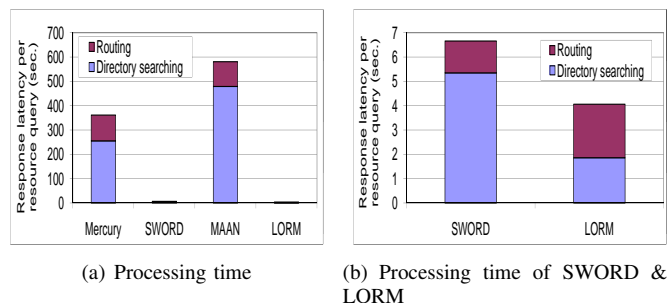 Response latency per
resource query (sec.)
700
600
500
400
300
200
100
0
Routing
Directory searching
Mercury SWORD MAAN LORM
(a) Processing time
Response latency per
resource query (sec.)
7
6
5
4
3
2
1
0
Routing
Directory searching
SWORD LORM
(b) Processing time of SWORD &
LORM